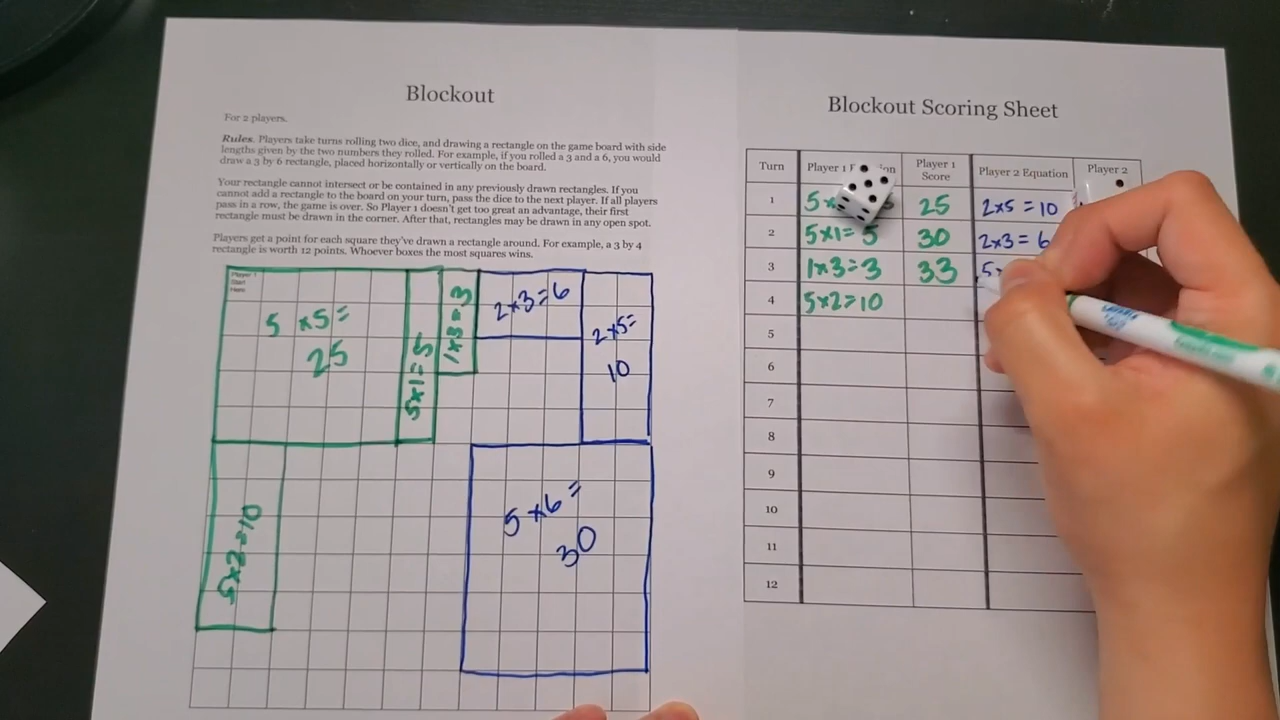 Blockout
For 2 players.
Rules. Players take turns rolling two dice, and drawing a rectangle on the game board with side
lengths given by the two numbers they rolled. For example, if you rolled a 3 and a 6, you would
draw a 3 by 6 rectangle, placed horizontally or vertically on the board.
Your rectangle cannot intersect or be contained in any previously drawn rectangles. If you
cannot add a rectangle to the board on your turn, pass the dice to the next player. If all players
pass in a row, the game is over. So Player 1 doesn't get too great an advantage, their first
rectangle must be drawn in the corner. After that, rectangles may be drawn in any open spot.
Players get a point for each square they've drawn a rectangle around. For example, a 3 by 4
rectangle is worth 12 points. Whoever boxes the most squares wins.
Player 1
Start
Here
5 x5=
25
5x1=5
1x3=3
2x3=6
2x5=
10
5x2=10
5x6=
30
Blockout Scoring Sheet
Turn Player 1 Player 1 Score Player 2 Equation Player 2
1 5x 25 2x5=10
2 5x1=5 30 2x3=6
3 1x3=3 33 5x
4 5x2=10
5
6
7
8
9
10
11
12